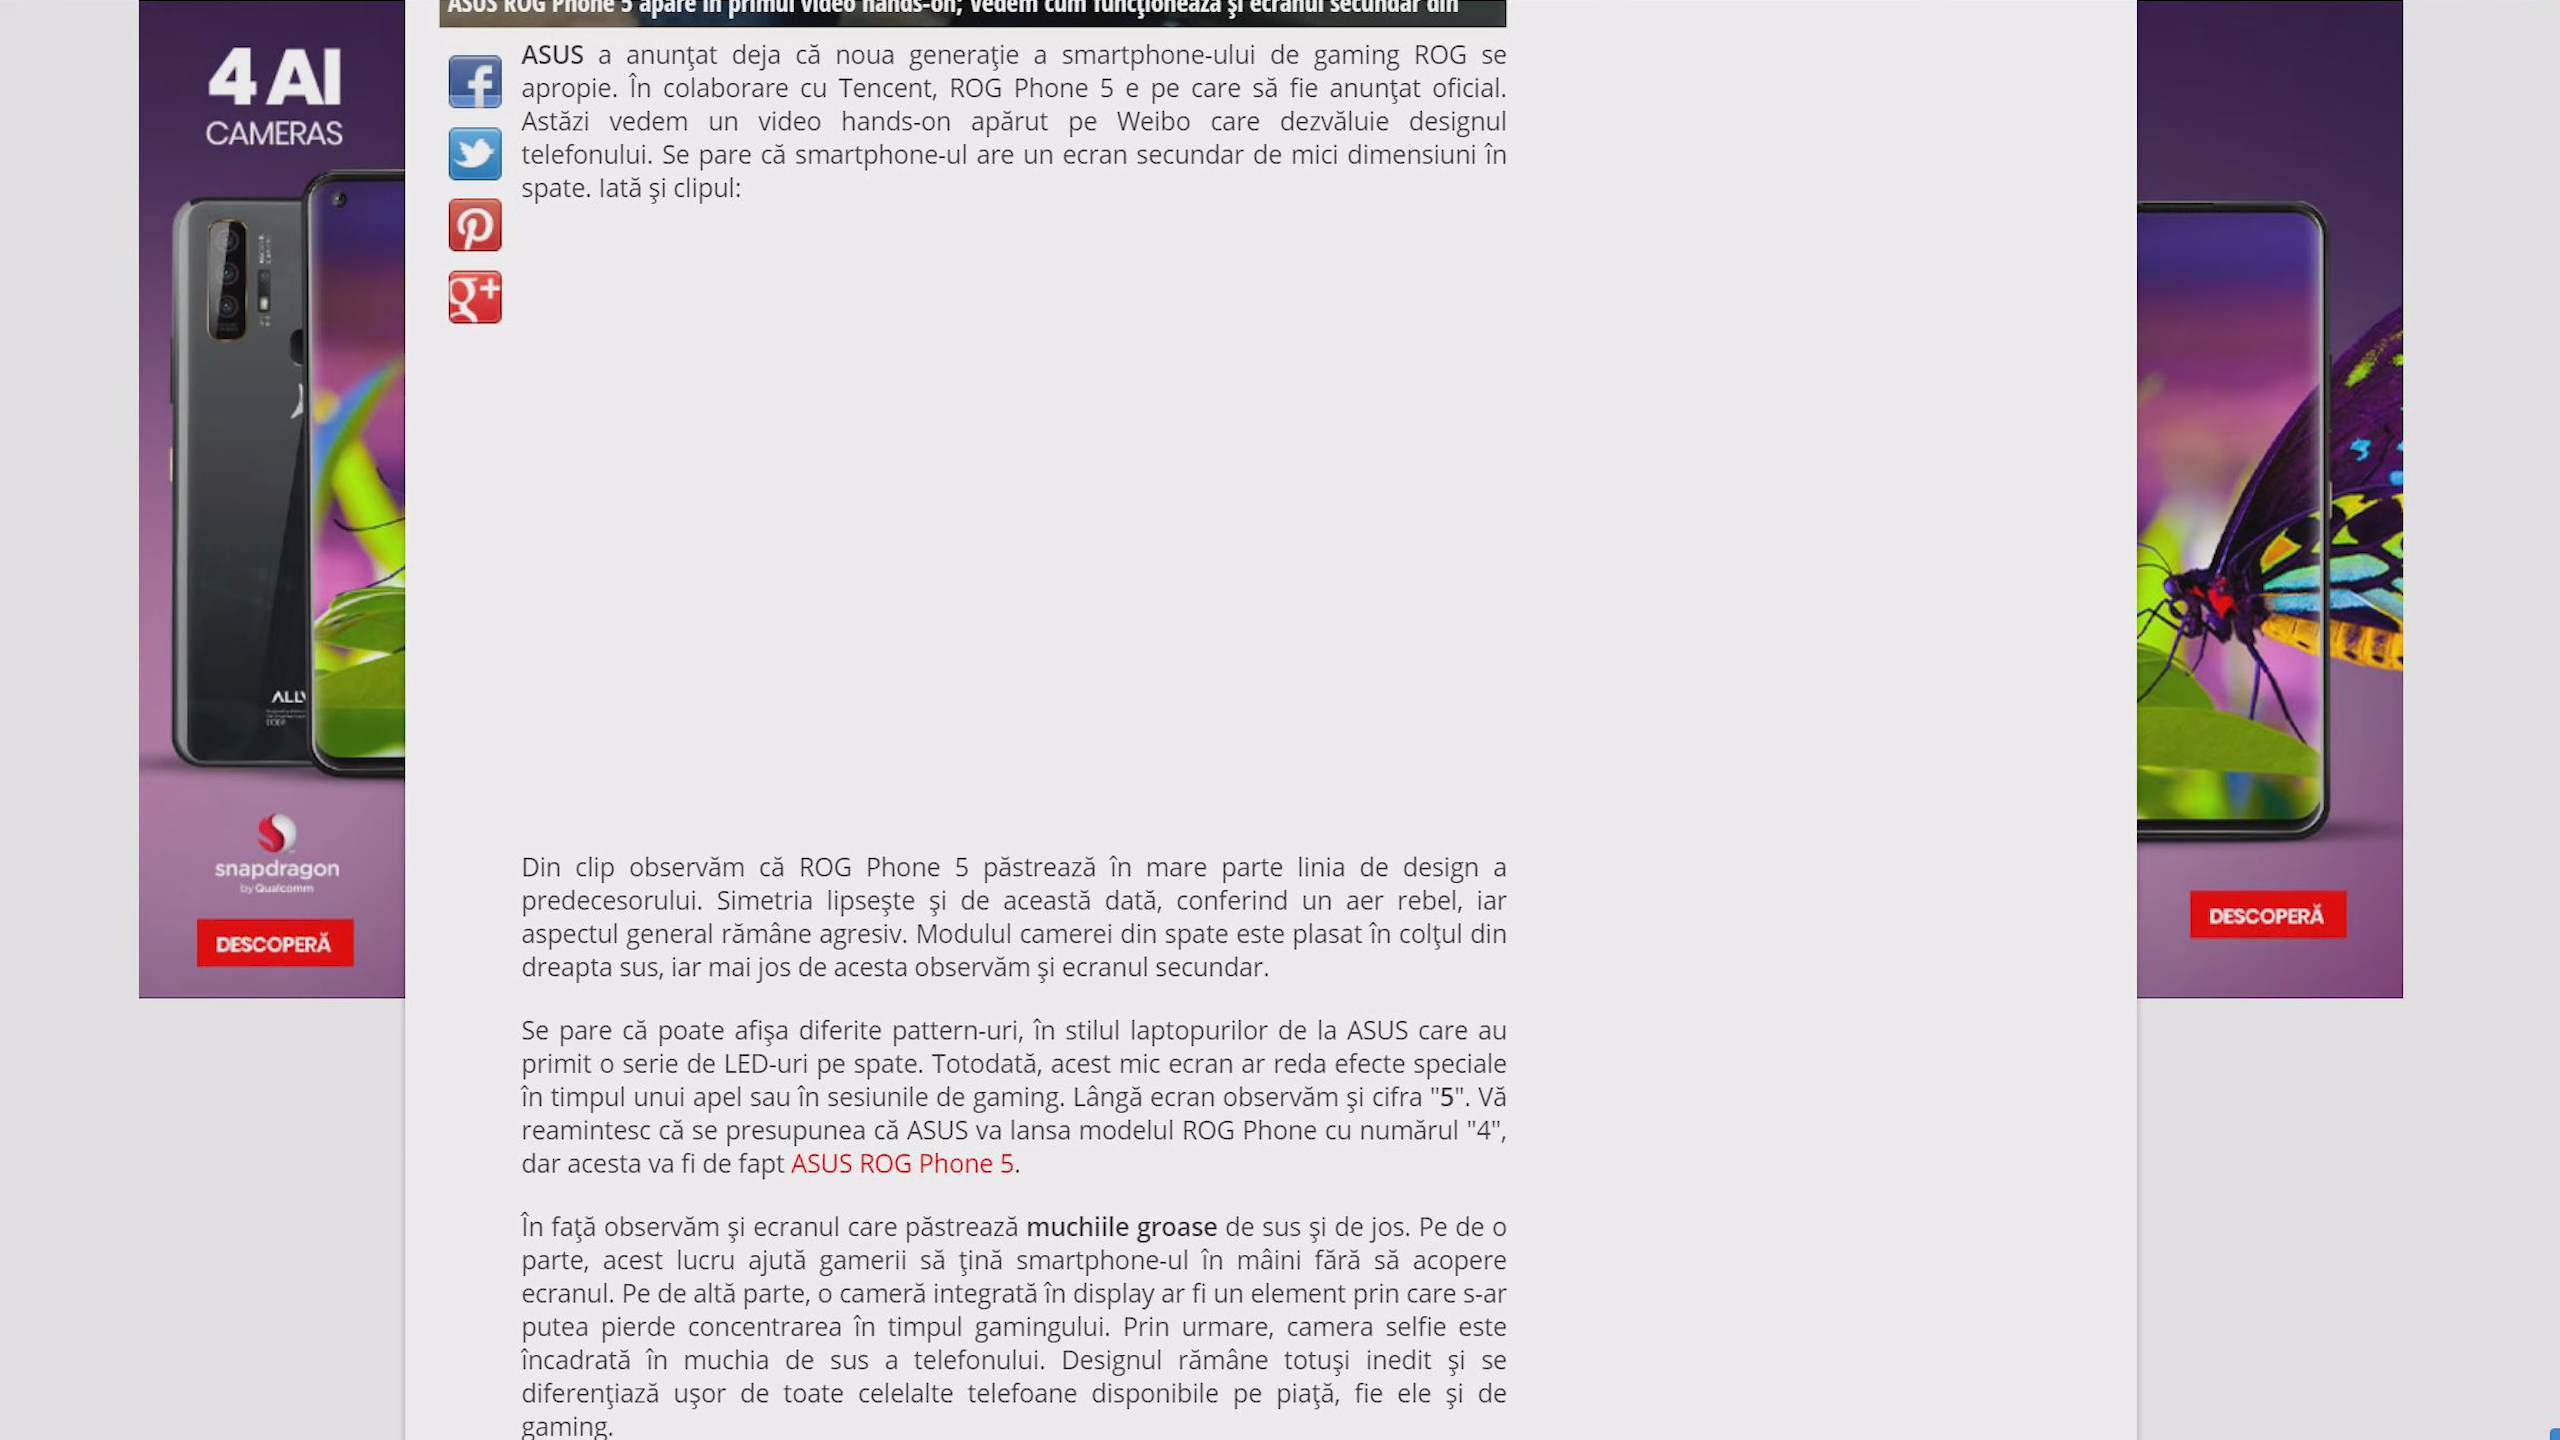 ASUS ROG Phone 5 apare în primul video hands-on; Vedem cum funcţionează şi ecranul secundar din
4 AI
CAMERAS
ALLV
snapdragon
by Qualcomm
DESCOPERĂ
ASUS a anunţat deja că noua generaţie a smartphone-ului de gaming ROG se
apropie. În colaborare cu Tencent, ROG Phone 5 e pe care să fie anunţat oficial.
Astăzi vedem un video hands-on apărut pe Weibo care dezvăluie designul
telefonului. Se pare că smartphone-ul are un ecran secundar de mici dimensiuni în
spate. Iată şi clipul:
Din clip observăm că ROG Phone 5 păstrează în mare parte linia de design a
predecesorului. Simetria lipseşte şi de această dată, conferind un aer rebel, iar
aspectul general rămâne agresiv. Modulul camerei din spate este plasat în colţul din
dreapta sus, iar mai jos de acesta observăm şi ecranul secundar.
Se pare că poate afişa diferite pattern-uri, în stilul laptopurilor de la ASUS care au
primit o serie de LED-uri pe spate. Totodată, acest mic ecran ar reda efecte speciale
în timpul unui apel sau în sesiunile de gaming. Lângă ecran observăm şi cifra "5". Vă
reamintesc că se presupunea că ASUS va lansa modelul ROG Phone cu numărul "4",
dar acesta va fi de fapt ASUS ROG Phone 5.
În faţă observăm şi ecranul care păstrează muchiile groase de sus şi de jos. Pe de o
parte, acest lucru ajută gamerii să ţină smartphone-ul în mâini fără să acopere
ecranul. Pe de altă parte, o cameră integrată în display ar fi un element prin care s-ar
putea pierde concentrarea în timpul gamingului. Prin urmare, camera selfie este
încadrată în muchia de sus a telefonului. Designul rămâne totuşi inedit şi se
diferenţiază uşor de toate celelalte telefoane disponibile pe piaţă, fie ele şi de
gaming.
DESCOPERĂ